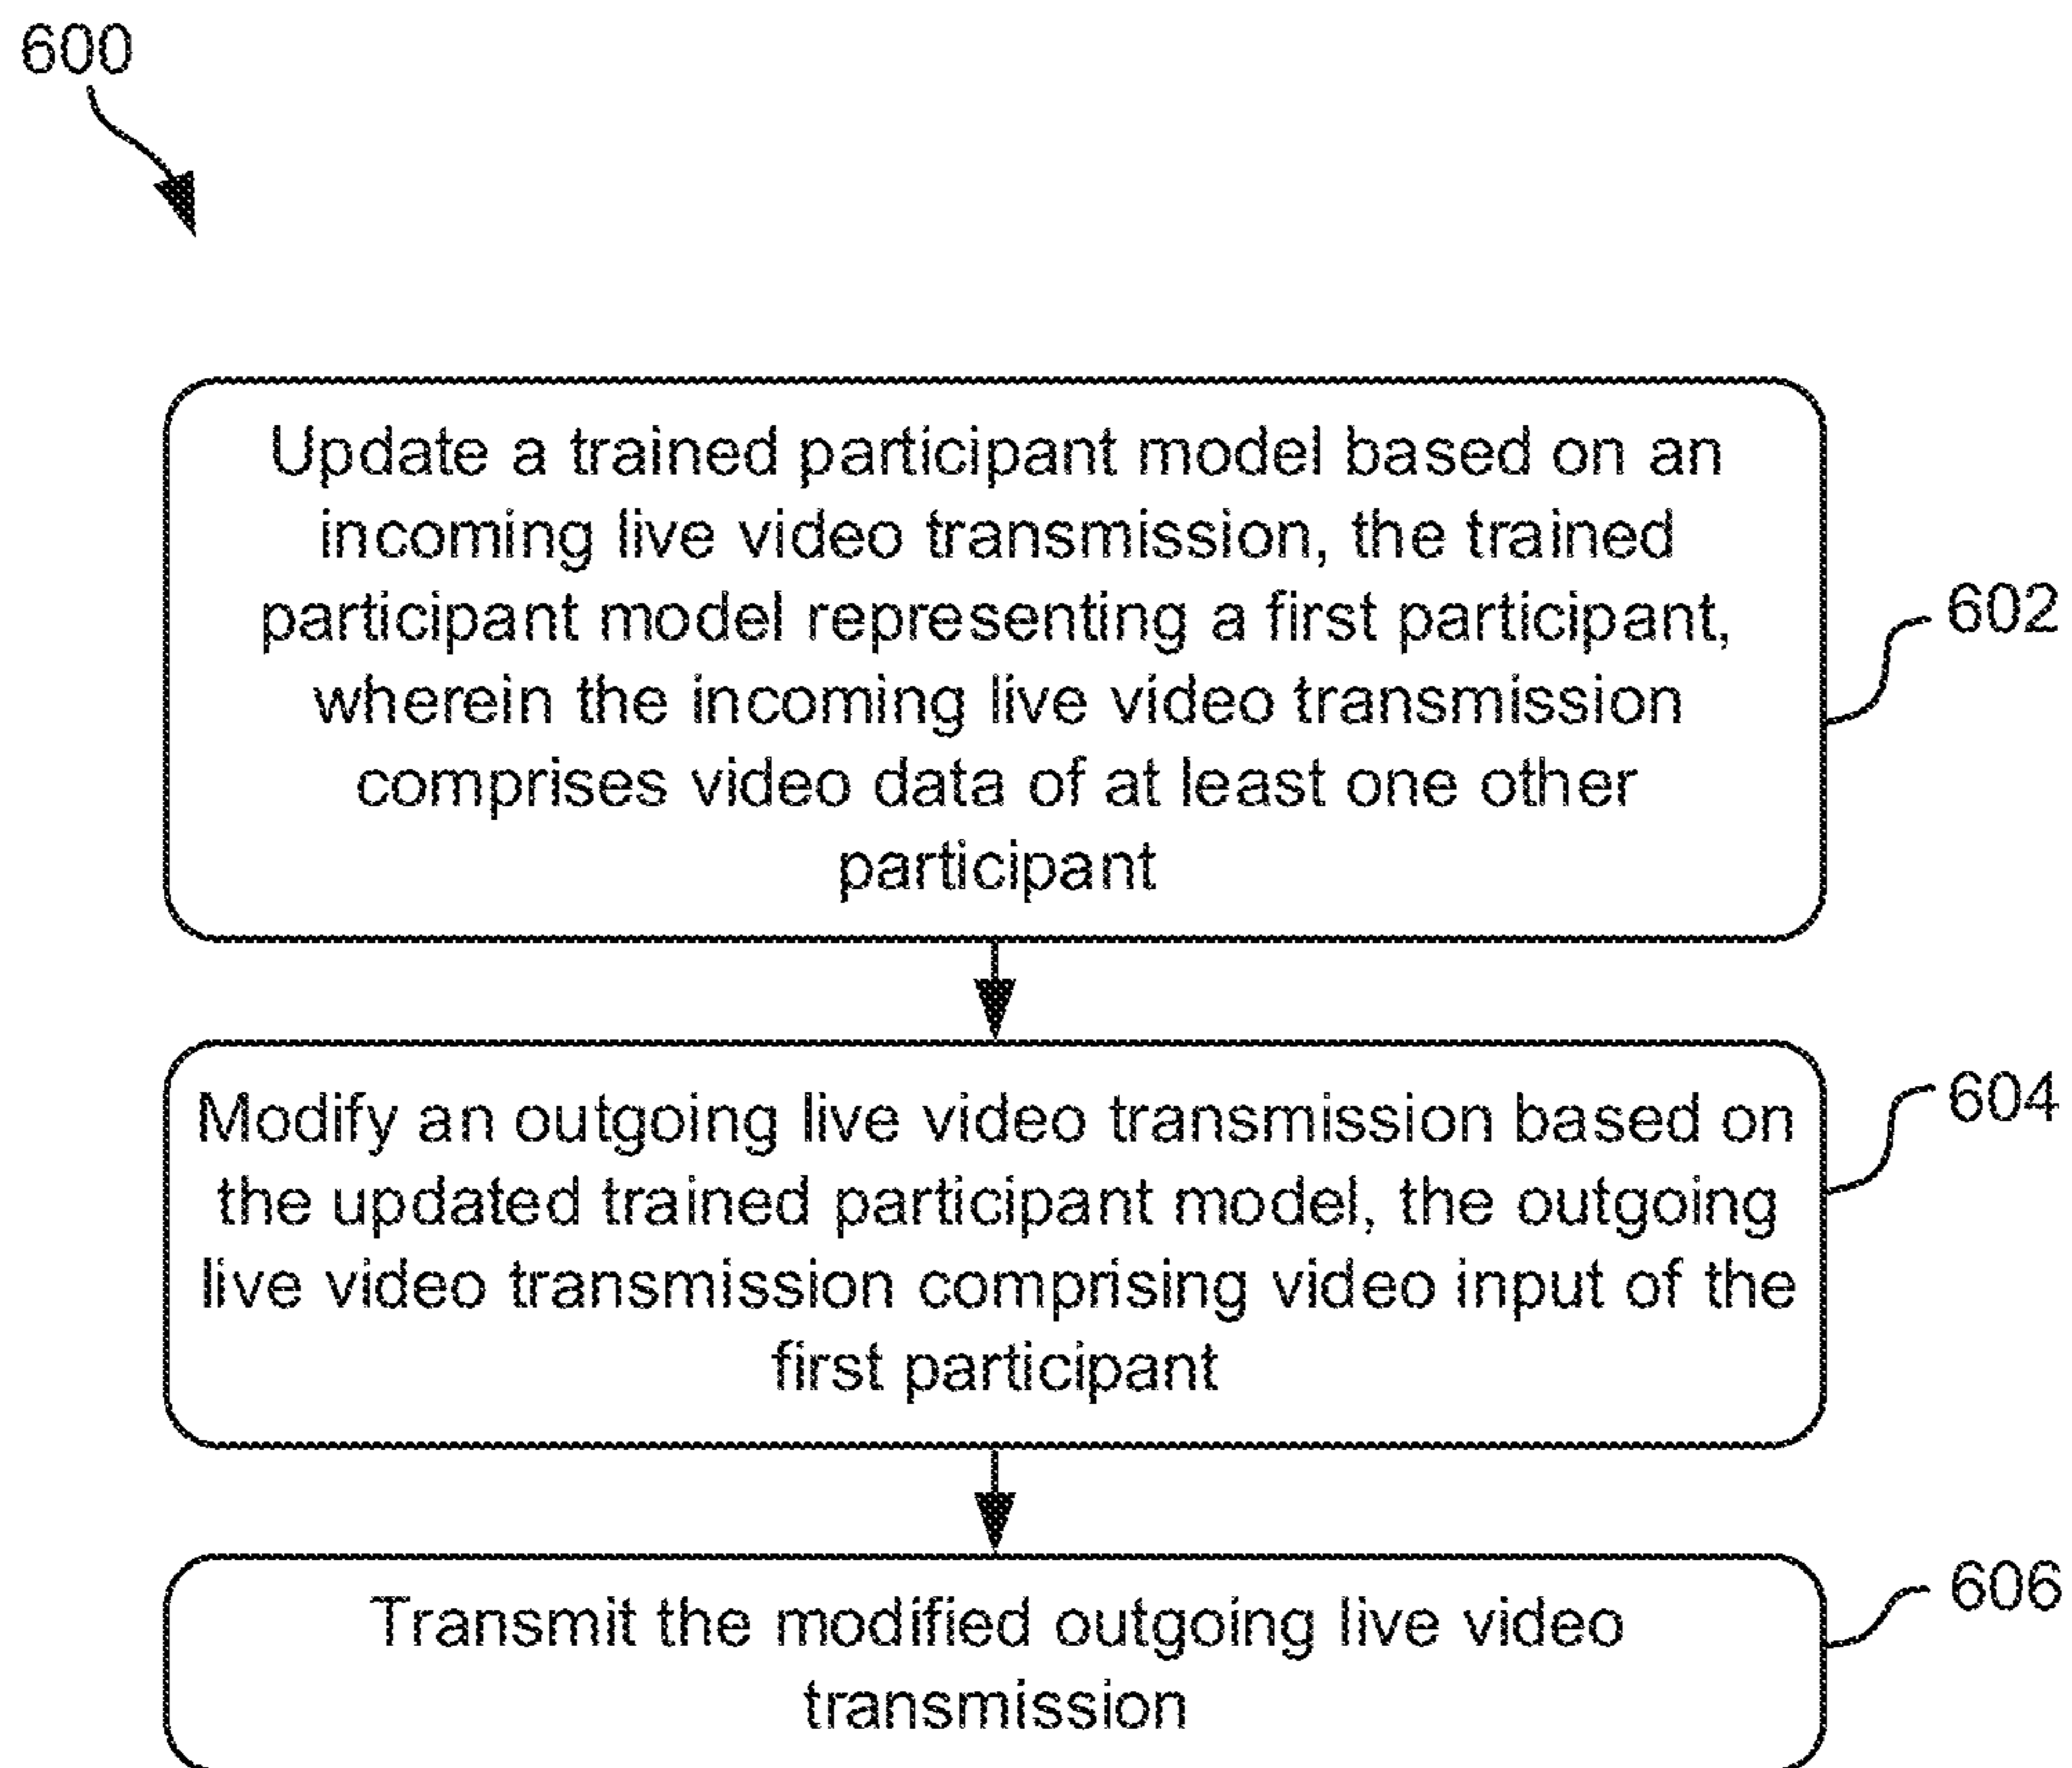 600
Update a trained participant model based on an
incoming live video transmission, the trained
participant model representing a first participant,
wherein the incoming live video transmission
comprises video data of at least one other
participant
602
Modify an outgoing live video transmission based on
the updated trained participant model, the outgoing
live video transmission comprising video input of the
first participant
604
Transmit the modified outgoing live video
transmission
606